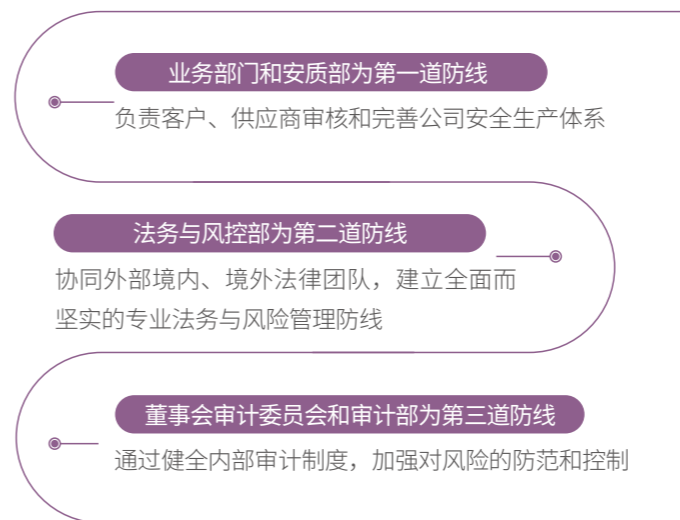 业务部门和安质部为第一道防线
负责客户、供应商审核和完善公司安全生产体系
法务与风控部为第二道防线
协同外部境内、境外法律团队，建立全面而
坚实的专业法务与风险管理防线
董事会审计委员会和审计部为第三道防线
通过健全内部审计制度，加强对风险的防范和控制